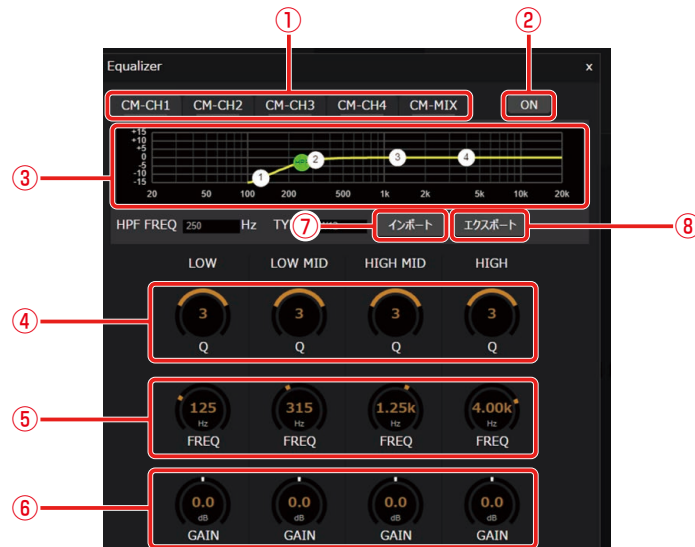 ① ②
Equalizer x
CM-CH1 CM-CH2 CM-CH3 CM-CH4 CM-MIX ON
+15
+10
+5
0
-5
-10
-15
1 2 3 4
20 50 100 200 500 1k 2k 5k 10k 20k
③
HPF FREQ 250 Hz TY ⑦ インポート エクスポート ⑧
LOW LOW MID HIGH MID HIGH
④ 3 3 3 3
Q Q Q Q
⑤ 125 315 1.25k 4.00k
Hz Hz Hz Hz
FREQ FREQ FREQ FREQ
⑥ 0.0 0.0 0.0 0.0
dB dB dB dB
GAIN GAIN GAIN GAIN